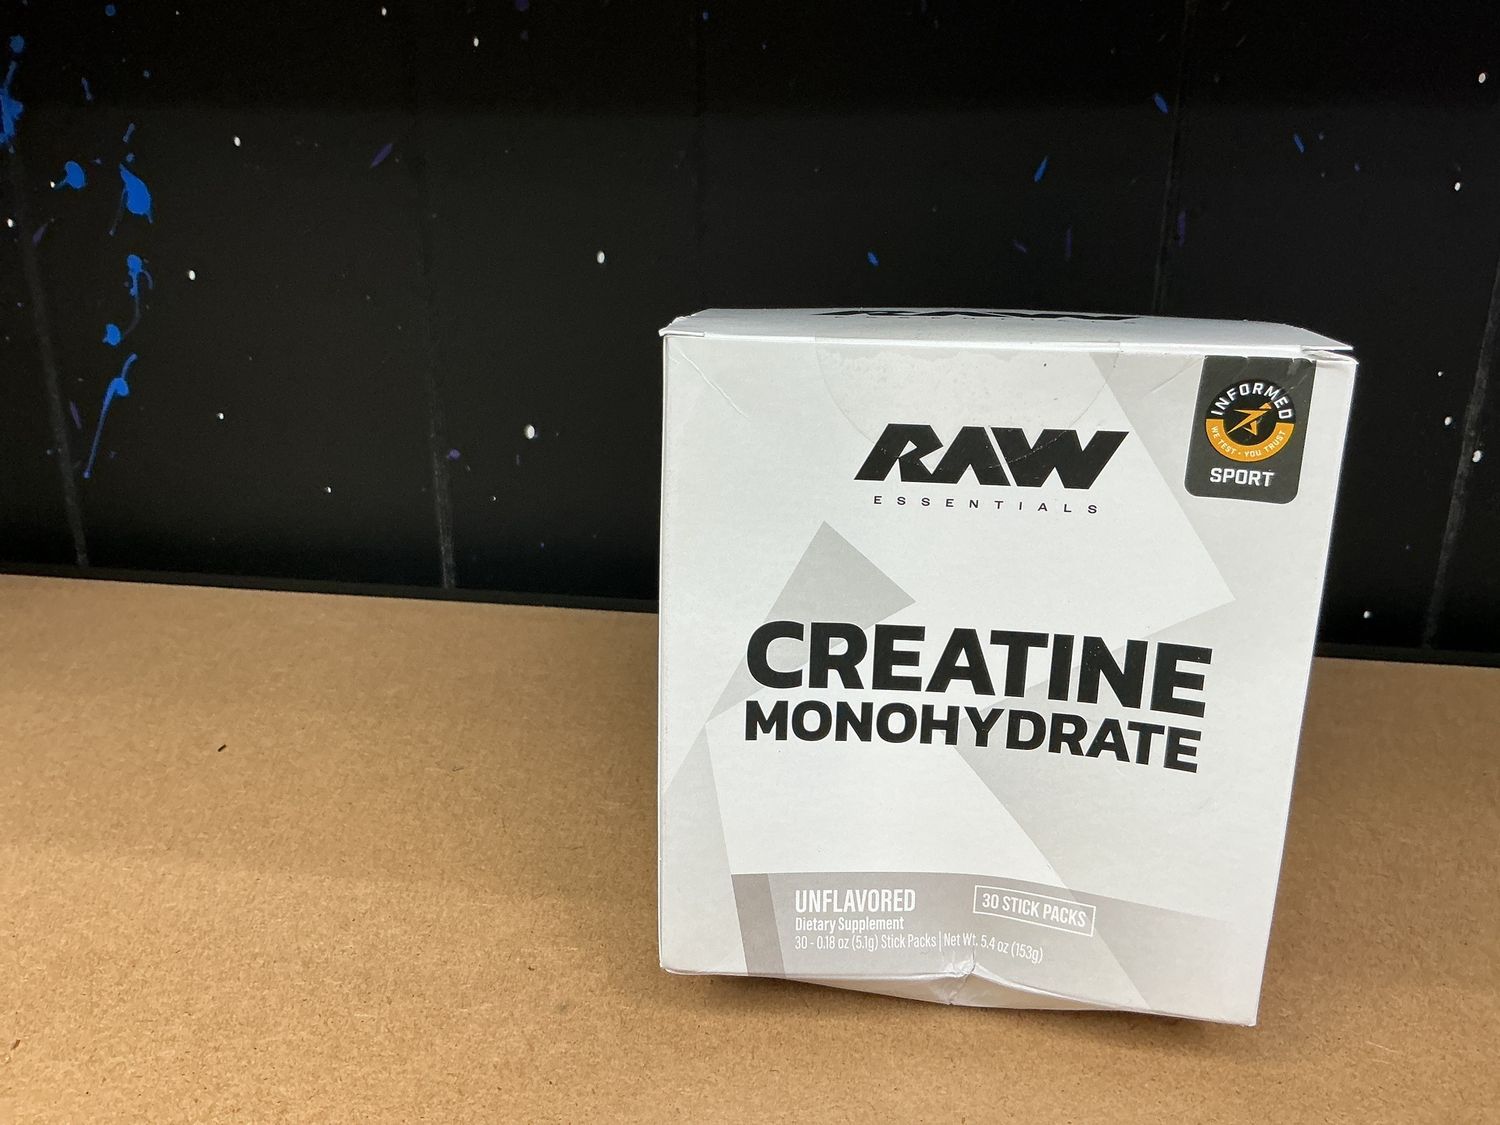 RAW
RAW
ESSENTIALS
INFORMED
WE TEST · YOU TRUST
SPORT
CREATINE
MONOHYDRATE
UNFLAVORED
30 STICK PACKS
Dietary Supplement
30 - 0.18 oz (5.1g) Stick Packs | Net Wt. 5.4 oz (153g)